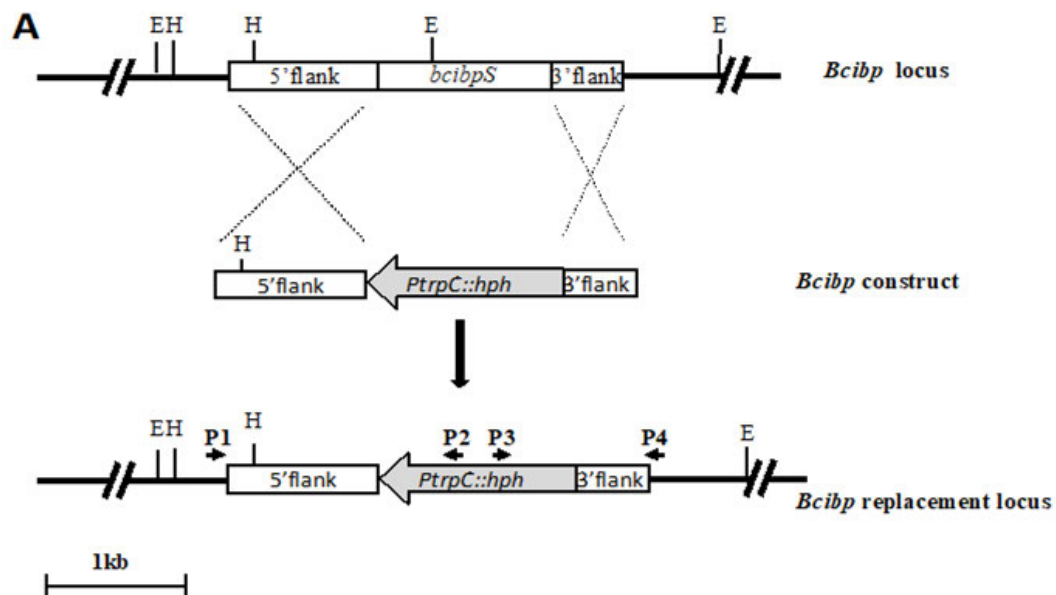 A
E H H E E
5'flank bcibpS 3'flank Bcibp locus
H
5'flank PtrpC::hph 3'flank Bcibp construct
E H P1 H P2 P3 P4 E
5'flank PtrpC::hph 3'flank
Bcibp replacement locus
1kb